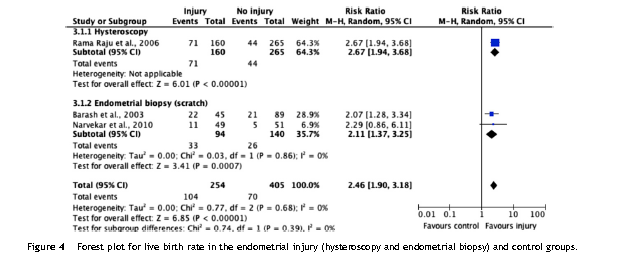 Injury No injury Risk Ratio Risk Ratio
Study or Subgroup Events Total Events Total Weight M-H, Random, 95% CI M-H, Random, 95% CI
3.1.1 Hysteroscopy
Rama Raju et al., 2006 71 160 44 265 64.3% 2.67 [1.94, 3.68]
Subtotal (95% CI) 160 265 64.3% 2.67 [1.94, 3.68]
Total events 71 44
Heterogeneity: Not applicable
Test for overall effect: Z = 6.01 (P < 0.00001)
3.1.2 Endometrial biopsy (scratch)
Barash et al., 2003 22 45 21 89 28.9% 2.07 [1.28, 3.34]
Narvekar et al., 2010 11 49 5 51 6.9% 2.29 [0.86, 6.11]
Subtotal (95% CI) 94 140 35.7% 2.11 [1.37, 3.25]
Total events 33 26
Heterogeneity: Tau² = 0.00; Chi² = 0.03, df = 1 (P = 0.86); I² = 0%
Test for overall effect: Z = 3.41 (P = 0.0007)
Total (95% CI) 254 405 100.0% 2.46 [1.90, 3.18]
Total events 104 70
Heterogeneity: Tau² = 0.00; Chi² = 0.77, df = 2 (P = 0.68); I² = 0%
Test for overall effect: Z = 6.85 (P < 0.00001)
Test for subgroup differences: Chi² = 0.74, df = 1 (P = 0.39), I² = 0%
0.01 0.1 1 10 100
Favours control Favours injury
Figure 4 Forest plot for live birth rate in the endometrial injury (hysteroscopy and endometrial biopsy) and control groups.